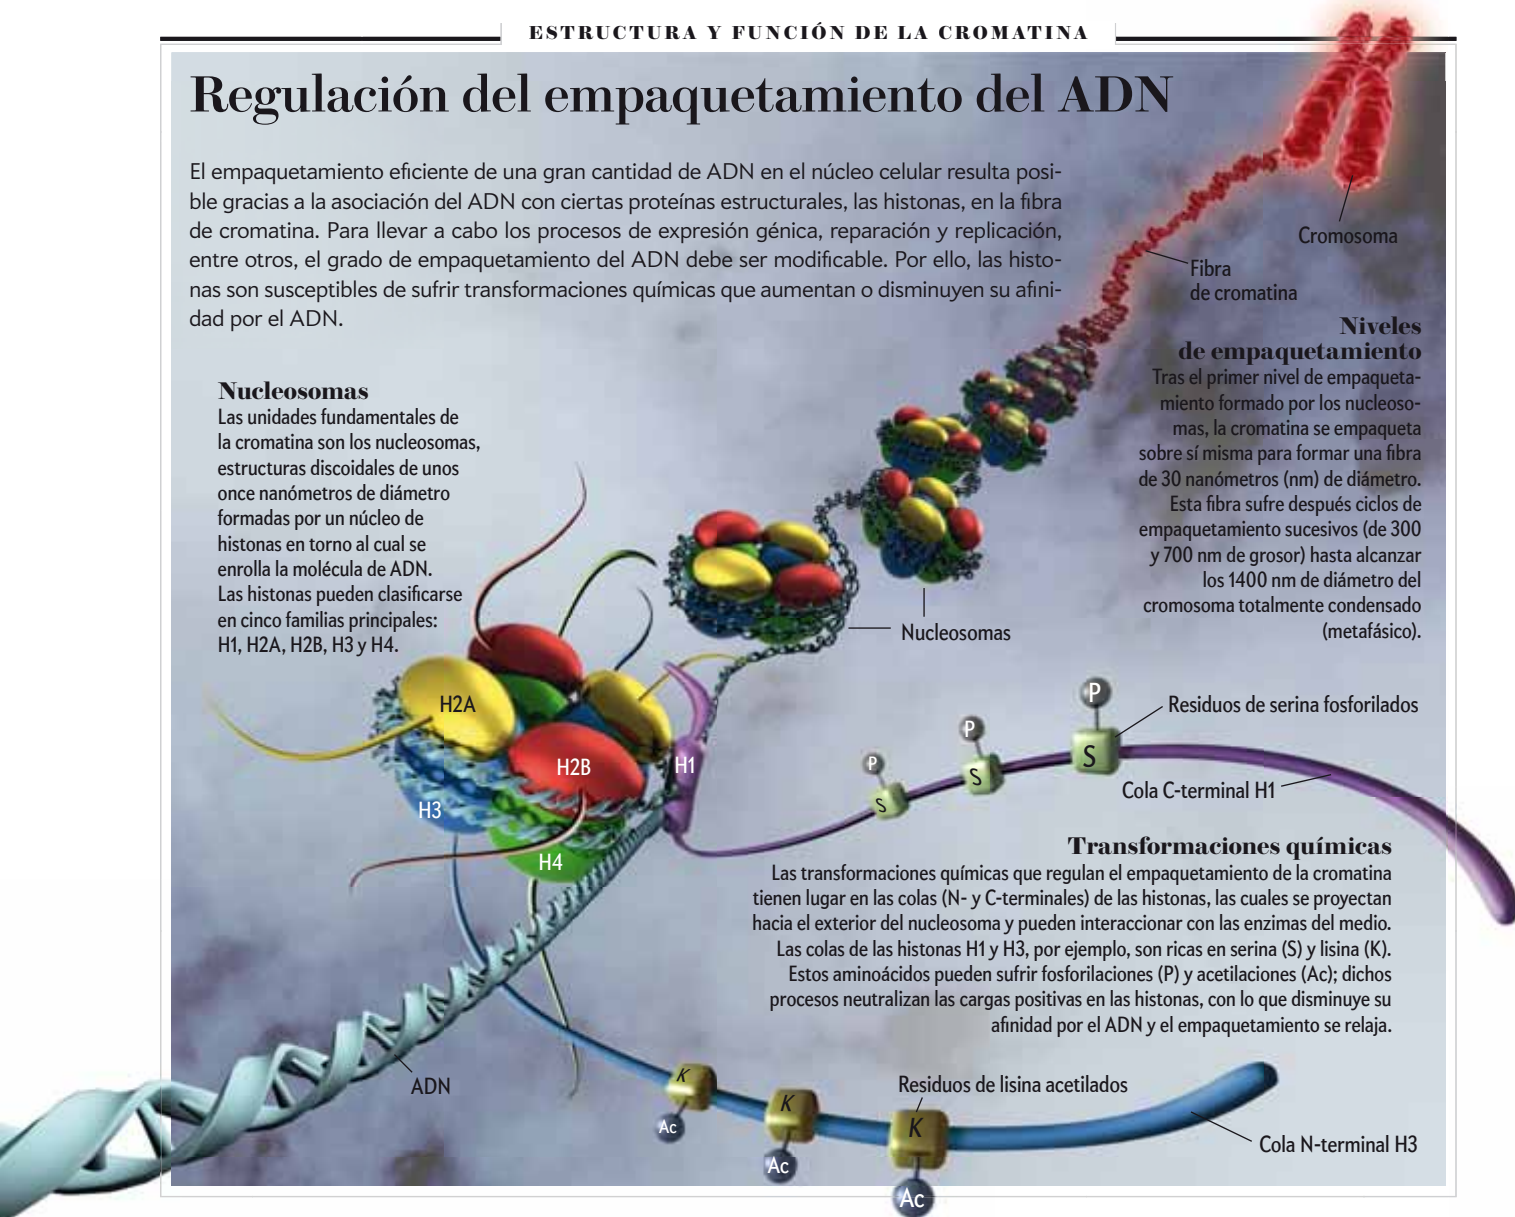 ESTRUCTURA Y FUNCIÓN DE LA CROMATINA
Regulación del empaquetamiento del ADN
El empaquetamiento eficiente de una gran cantidad de ADN en el núcleo celular resulta posi-
ble gracias a la asociación del ADN con ciertas proteínas estructurales, las histonas, en la fibra
de cromatina. Para llevar a cabo los procesos de expresión génica, reparación y replicación,
entre otros, el grado de empaquetamiento del ADN debe ser modificable. Por ello, las histo-
nas son susceptibles de sufrir transformaciones químicas que aumentan o disminuyen su afini-
dad por el ADN.
Cromosoma
Fibra
de cromatina
Nucleosomas
Las unidades fundamentales de
la cromatina son los nucleosomas,
estructuras discoidales de unos
once nanómetros de diámetro
formadas por un núcleo de
histonas en torno al cual se
enrolla la molécula de ADN.
Las histonas pueden clasificarse
en cinco familias principales:
H1, H2A, H2B, H3 y H4.
Niveles
de empaquetamiento
Tras el primer nivel de empaqueta-
miento formado por los nucleoso-
mas, la cromatina se empaqueta
sobre sí misma para formar una fibra
de 30 nanómetros (nm) de diámetro.
Esta fibra sufre después ciclos de
empaquetamiento sucesivos (de 300
y 700 nm de grosor) hasta alcanzar
los 1400 nm de diámetro del
cromosoma totalmente condensado
(metafásico).
Nucleosomas
H2A
H2B
H1
H3
H4
P
P
P
S
S
S
Residuos de serina fosforilados
Cola C-terminal H1
Transformaciones químicas
Las transformaciones químicas que regulan el empaquetamiento de la cromatina
tienen lugar en las colas (N- y C-terminales) de las histonas, las cuales se proyectan
hacia el exterior del nucleosoma y pueden interaccionar con las enzimas del medio.
Las colas de las histonas H1 y H3, por ejemplo, son ricas en serina (S) y lisina (K).
Estos aminoácidos pueden sufrir fosforilaciones (P) y acetilaciones (Ac); dichos
procesos neutralizan las cargas positivas en las histonas, con lo que disminuye su
afinidad por el ADN y el empaquetamiento se relaja.
ADN
K
K
K
Ac
Ac
Ac
Residuos de lisina acetilados
Cola N-terminal H3